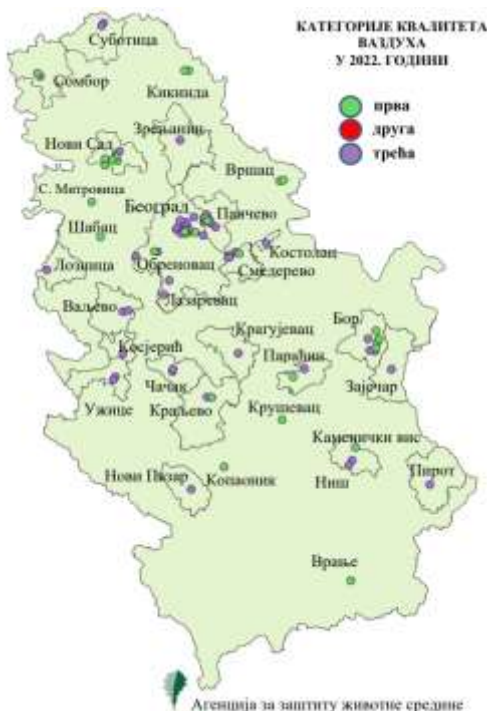 КАТЕГОРИЈЕ КВАЛИТЕТА
ВАЗДУХА
У 2022. ГОДИНИ
прва
друга
трећа
Суботица
Сомбор
Кикинда
Зрењанин
Нови Сад
Вршац
С. Митровица
Београд
Панчево
Шабац
Костолац
Лозница
Обреновац
Смедерево
Лазаревац
Ваљево
Бор
Крагујевац
Косјерић
Параћин
Чачак
Зајечар
Ужице
Краљево
Крушевац
Каменички вис
Нови Пазар
Копаоник
Ниш
Пирот
Врање
Агенција за заштиту животне средине